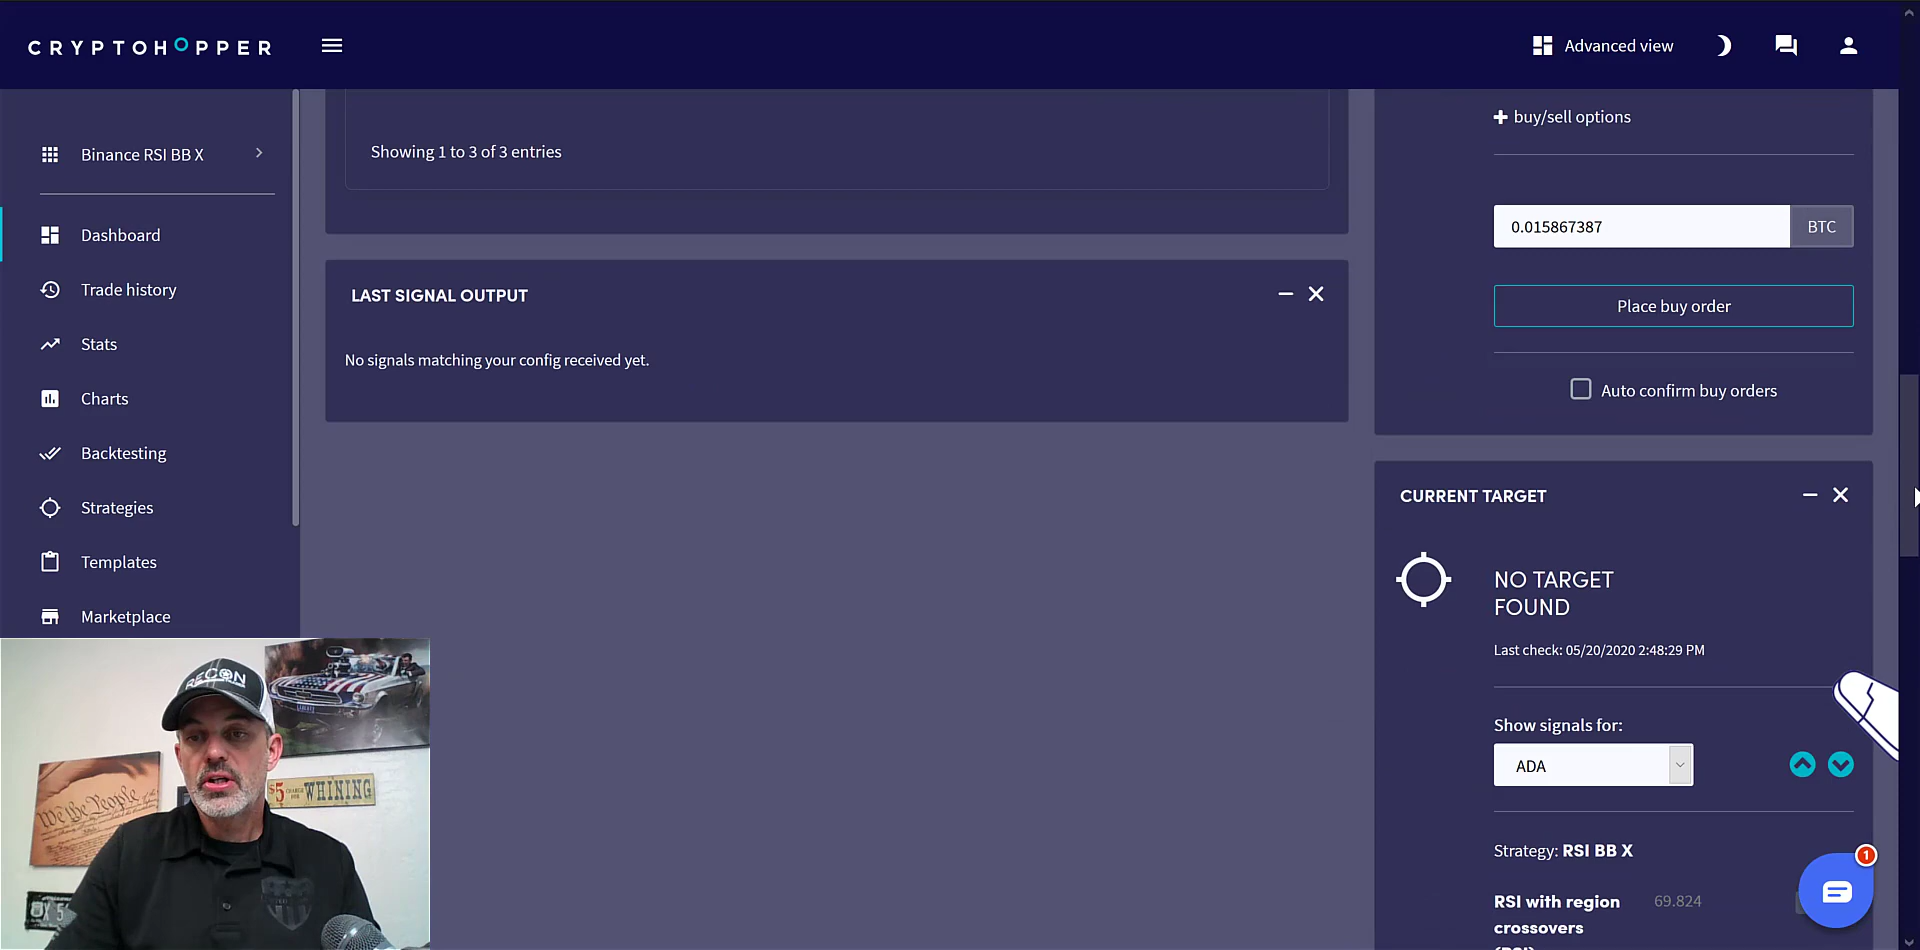 CRYPTOHOPPER
Advanced view
Binance RSI BB X
Dashboard
Trade history
Stats
Charts
Backtesting
Strategies
Templates
Marketplace
Showing 1 to 3 of 3 entries
LAST SIGNAL OUTPUT
No signals matching your config received yet.
buy/sell options
0.015867387
BTC
Place buy order
Auto confirm buy orders
CURRENT TARGET
NO TARGET
FOUND
Last check: 05/20/2020 2:48:29 PM
Show signals for:
ADA
Strategy: RSI BB X
RSI with region
69.824
crossovers
(RSI)
1
RECON
We the People
$5 CHARGE FOR WHINING